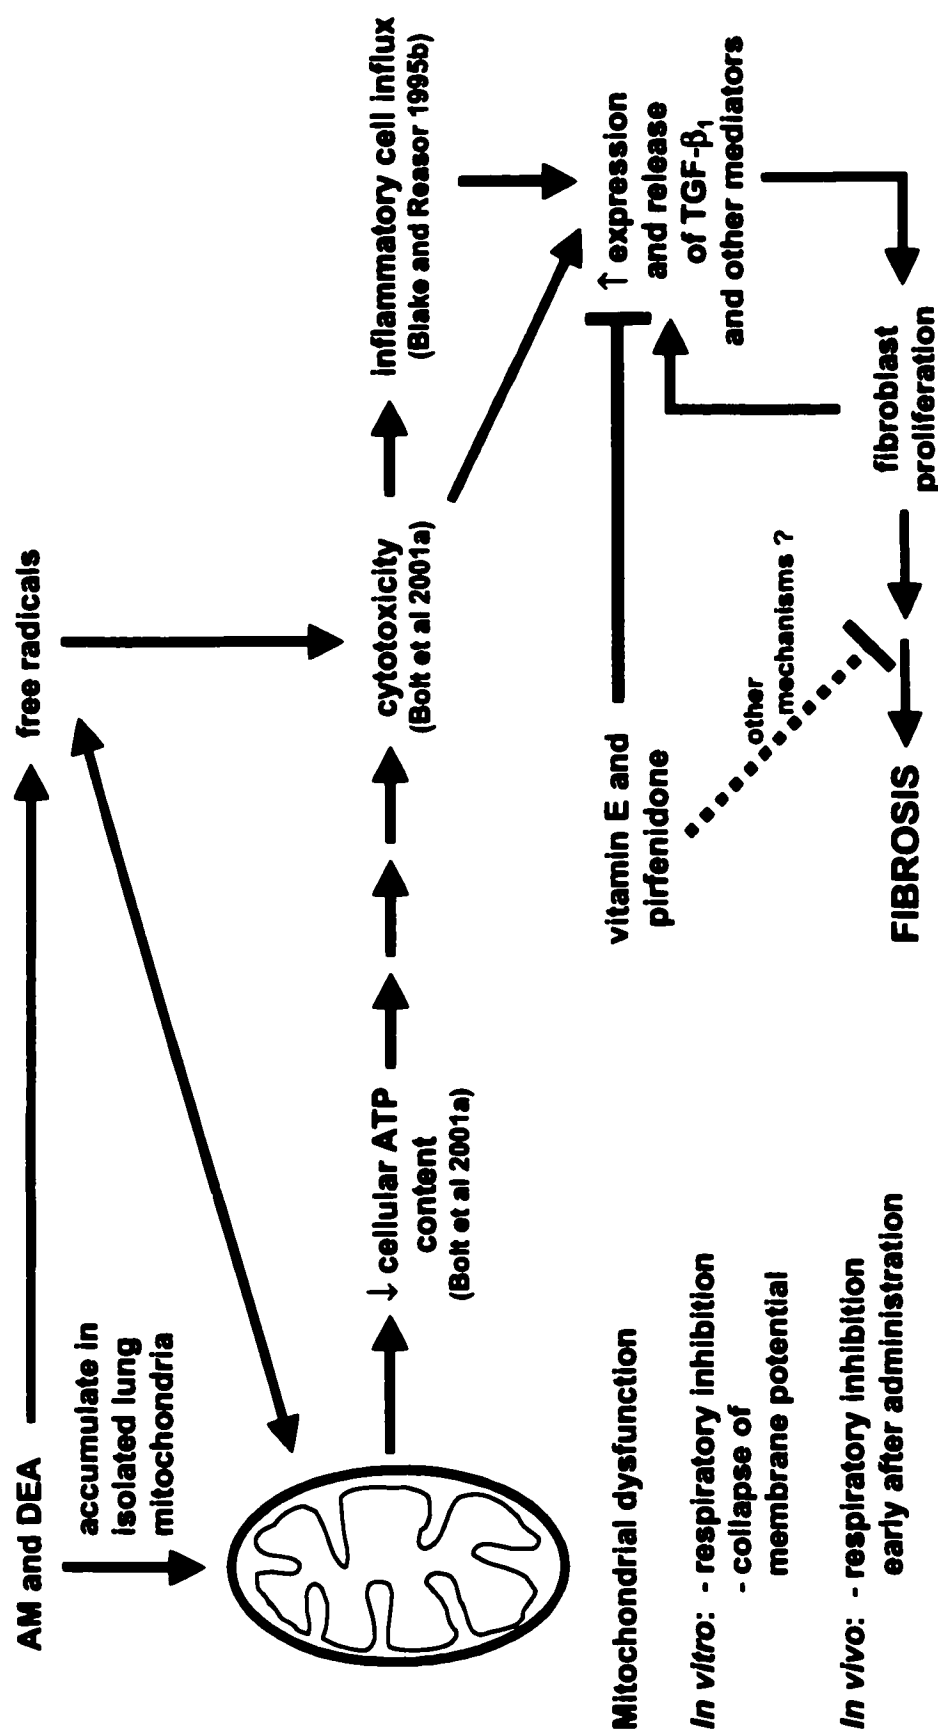 AM and DEA
free radicals
accumulate in
isolated lung
mitochondria
↓ cellular ATP
content
(Bolt et al 2001a)
cytotoxicity
(Bolt et al 2001a)
inflammatory cell influx
(Blake and Reasor 1995b)
Mitochondrial dysfunction
In vitro: - respiratory inhibition
- collapse of
membrane potential
In vivo: - respiratory inhibition
early after administration
vitamin E and
pirfenidone
other
mechanisms ?
↑ expression
and release
of TGF-β₁
and other mediators
fibroblast
proliferation
FIBROSIS